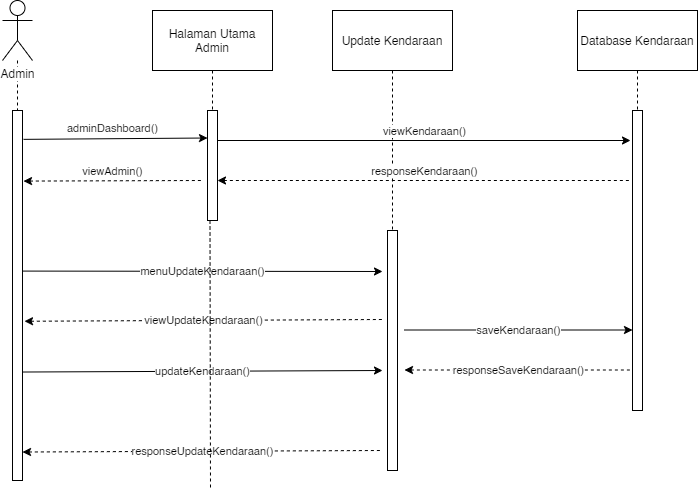 Halaman Utama
Admin
Update Kendaraan
Database Kendaraan
Admin
adminDashboard()
viewKendaraan()
viewAdmin()
responseKendaraan()
menuUpdateKendaraan()
viewUpdateKendaraan()
saveKendaraan()
updateKendaraan()
responseSaveKendaraan()
responseUpdateKendaraan()